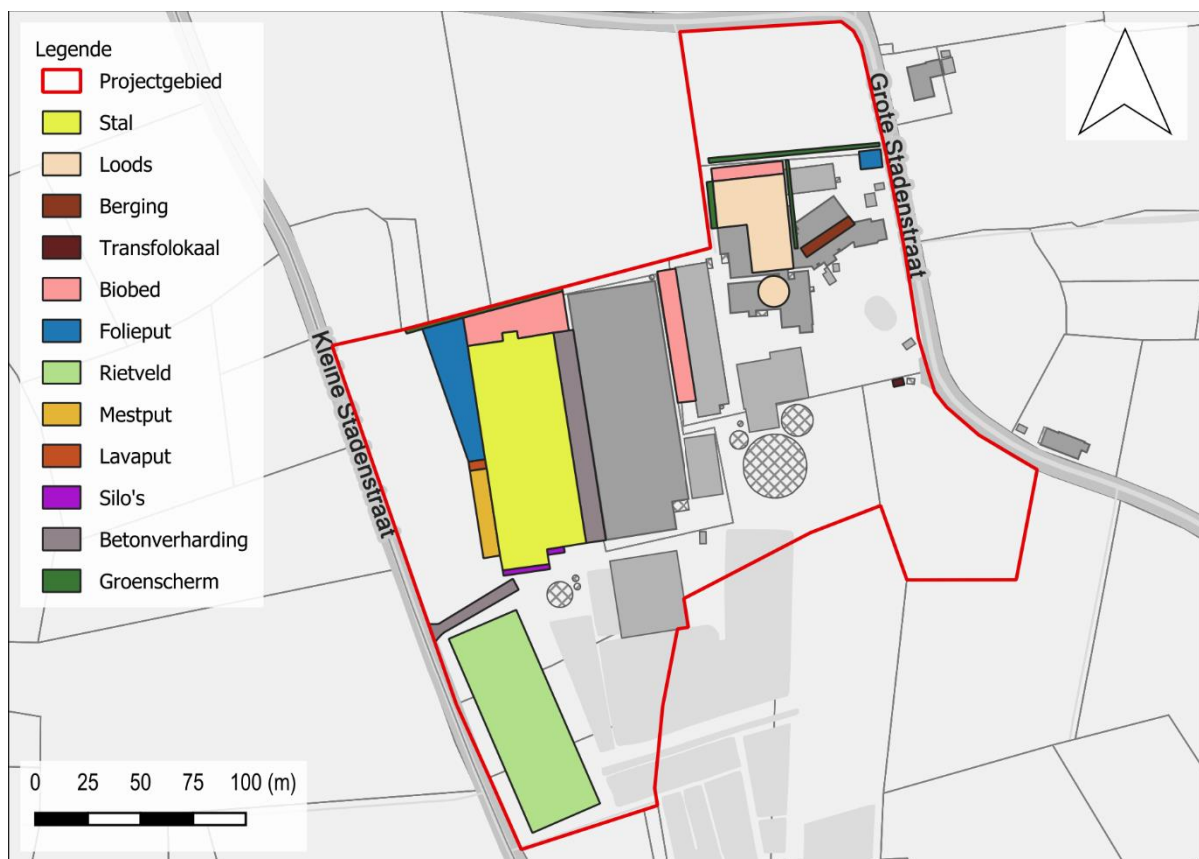 Legende
Projectgebied
Stal
Loods
Berging
Transfolokaal
Biobed
Folieput
Rietveld
Mestput
Lavaput
Silo's
Betonverharding
Groenscherm
Grote Stadenstraat
Kleine Stadenstraat
0 25 50 75 100 (m)